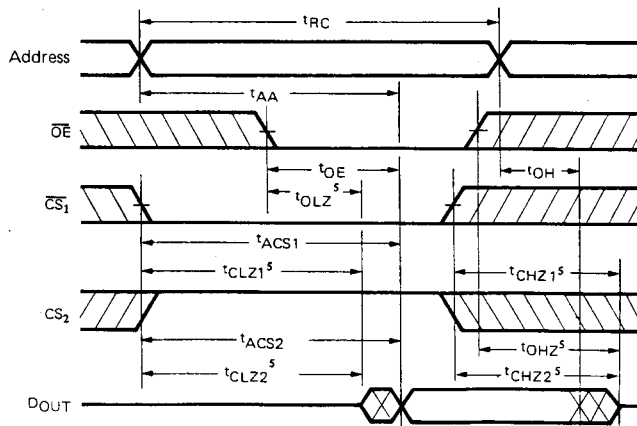 tRC
Address
tAA
OE
tOE
tOH
tOLZ5
CS1
tACS1
tCLZ15
tCHZ15
CS2
tACS2
tOHZ5
tCLZ25
tCHZ25
DOUT